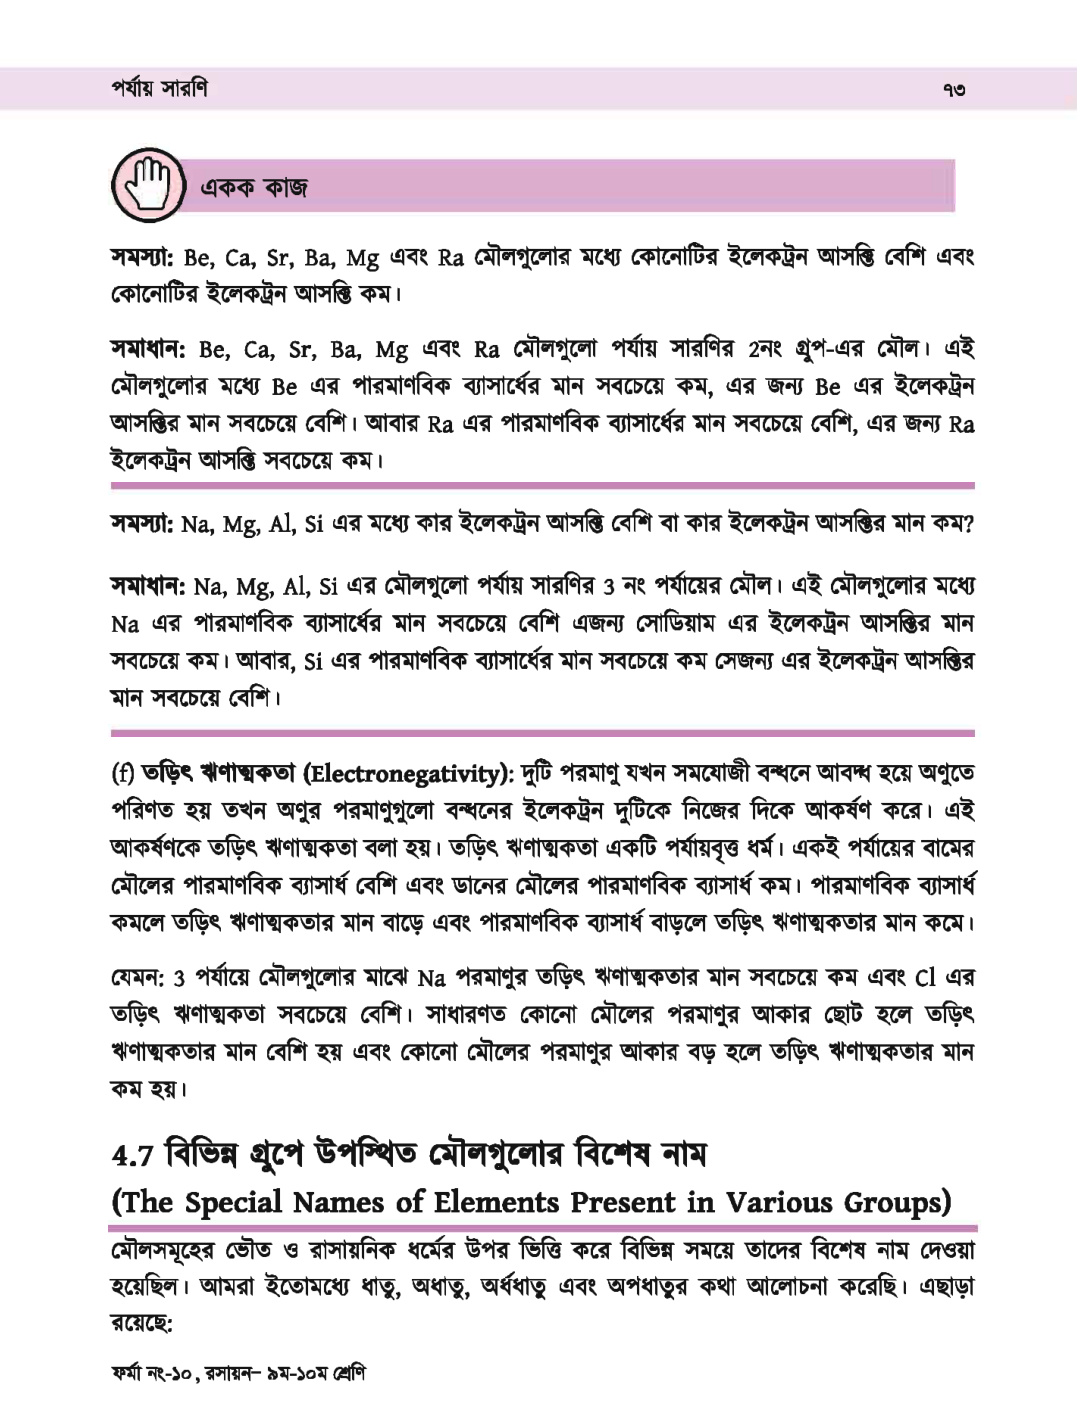 পর্যায় সারণি ৭৩
একক কাজ
সমস্যা: Be, Ca, Sr, Ba, Mg এবং Ra মৌলগুলোর মধ্যে কোনোটির ইলেকট্রন আসক্তি বেশি এবং
কোনোটির ইলেকট্রন আসক্তি কম।
সমাধান: Be, Ca, Sr, Ba, Mg এবং Ra মৌলগুলো পর্যায় সারণির 2নং গ্রুপ-এর মৌল। এই
মৌলগুলোর মধ্যে Be এর পারমাণবিক ব্যাসার্ধের মান সবচেয়ে কম, এর জন্য Be এর ইলেকট্রন
আসক্তির মান সবচেয়ে বেশি। আবার Ra এর পারমাণবিক ব্যাসার্ধের মান সবচেয়ে বেশি, এর জন্য Ra
ইলেকট্রন আসক্তি সবচেয়ে কম।
সমস্যা: Na, Mg, Al, Si এর মধ্যে কার ইলেকট্রন আসক্তি বেশি বা কার ইলেকট্রন আসক্তির মান কম?
সমাধান: Na, Mg, Al, Si এর মৌলগুলো পর্যায় সারণির 3 নং পর্যায়ের মৌল। এই মৌলগুলোর মধ্যে
Na এর পারমাণবিক ব্যাসার্ধের মান সবচেয়ে বেশি এজন্য সোডিয়াম এর ইলেকট্রন আসক্তির মান
সবচেয়ে কম। আবার, Si এর পারমাণবিক ব্যাসার্ধের মান সবচেয়ে কম সেজন্য এর ইলেকট্রন আসক্তির
মান সবচেয়ে বেশি।
(f) তড়িৎ ঋণাত্মকতা (Electronegativity): দুটি পরমাণু যখন সমযোজী বন্ধনে আবদ্ধ হয়ে অণুতে
পরিণত হয় তখন অণুর পরমাণুগুলো বন্ধনের ইলেকট্রন দুটিকে নিজের দিকে আকর্ষণ করে। এই
আকর্ষণকে তড়িৎ ঋণাত্মকতা বলা হয়। তড়িৎ ঋণাত্মকতা একটি পর্যায়বৃত্ত ধর্ম। একই পর্যায়ের বামের
মৌলের পারমাণবিক ব্যাসার্ধ বেশি এবং ডানের মৌলের পারমাণবিক ব্যাসার্ধ কম। পারমাণবিক ব্যাসার্ধ
কমলে তড়িৎ ঋণাত্মকতার মান বাড়ে এবং পারমাণবিক ব্যাসার্ধ বাড়লে তড়িৎ ঋণাত্মকতার মান কমে।
যেমন: 3 পর্যায়ে মৌলগুলোর মাঝে Na পরমাণুর তড়িৎ ঋণাত্মকতার মান সবচেয়ে কম এবং Cl এর
তড়িৎ ঋণাত্মকতা সবচেয়ে বেশি। সাধারণত কোনো মৌলের পরমাণুর আকার ছোট হলে তড়িৎ
ঋণাত্মকতার মান বেশি হয় এবং কোনো মৌলের পরমাণুর আকার বড় হলে তড়িৎ ঋণাত্মকতার মান
কম হয়।
4.7 বিভিন্ন গ্রুপে উপস্থিত মৌলগুলোর বিশেষ নাম
(The Special Names of Elements Present in Various Groups)
মৌলসমূহের ভৌত ও রাসায়নিক ধর্মের উপর ভিত্তি করে বিভিন্ন সময়ে তাদের বিশেষ নাম দেওয়া
হয়েছিল। আমরা ইতোমধ্যে ধাতু, অধাতু, অর্ধধাতু এবং অপধাতুর কথা আলোচনা করেছি। এছাড়া
রয়েছে:
ফর্মা নং-১০, রসায়ন– ৯ম-১০ম শ্রেণি